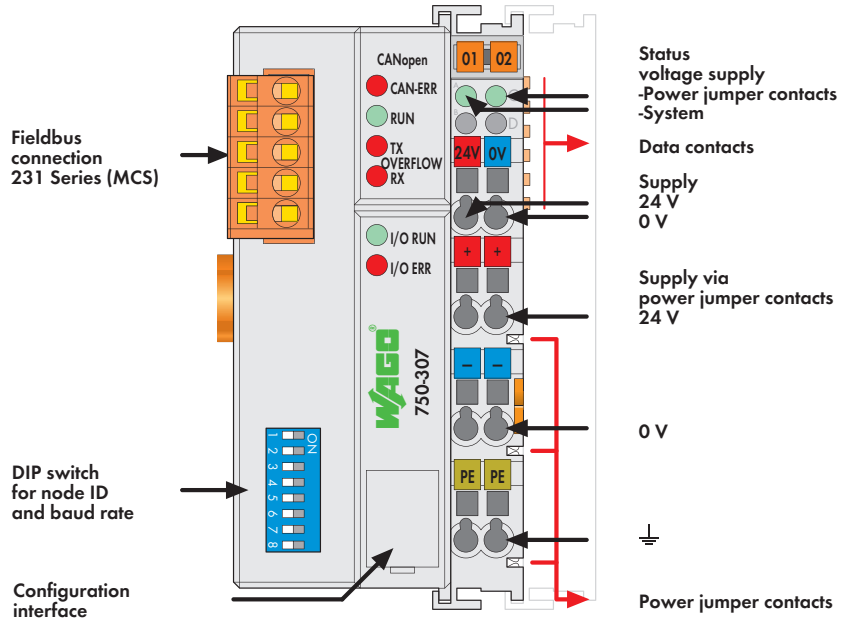 Fieldbus
connection
231 Series (MCS)
DIP switch
for node ID
and baud rate
Configuration
interface
CANopen
CAN-ERR
RUN
TX
OVERFLOW
RX
I/O RUN
I/O ERR
WAGO®
750-307
ON
1
2
3
4
5
6
7
8
01 02
A C
B D
24V 0V
+ +
– –
PE PE
Status
voltage supply
-Power jumper contacts
-System
Data contacts
Supply
24 V
0 V
Supply via
power jumper contacts
24 V
0 V
Power jumper contacts